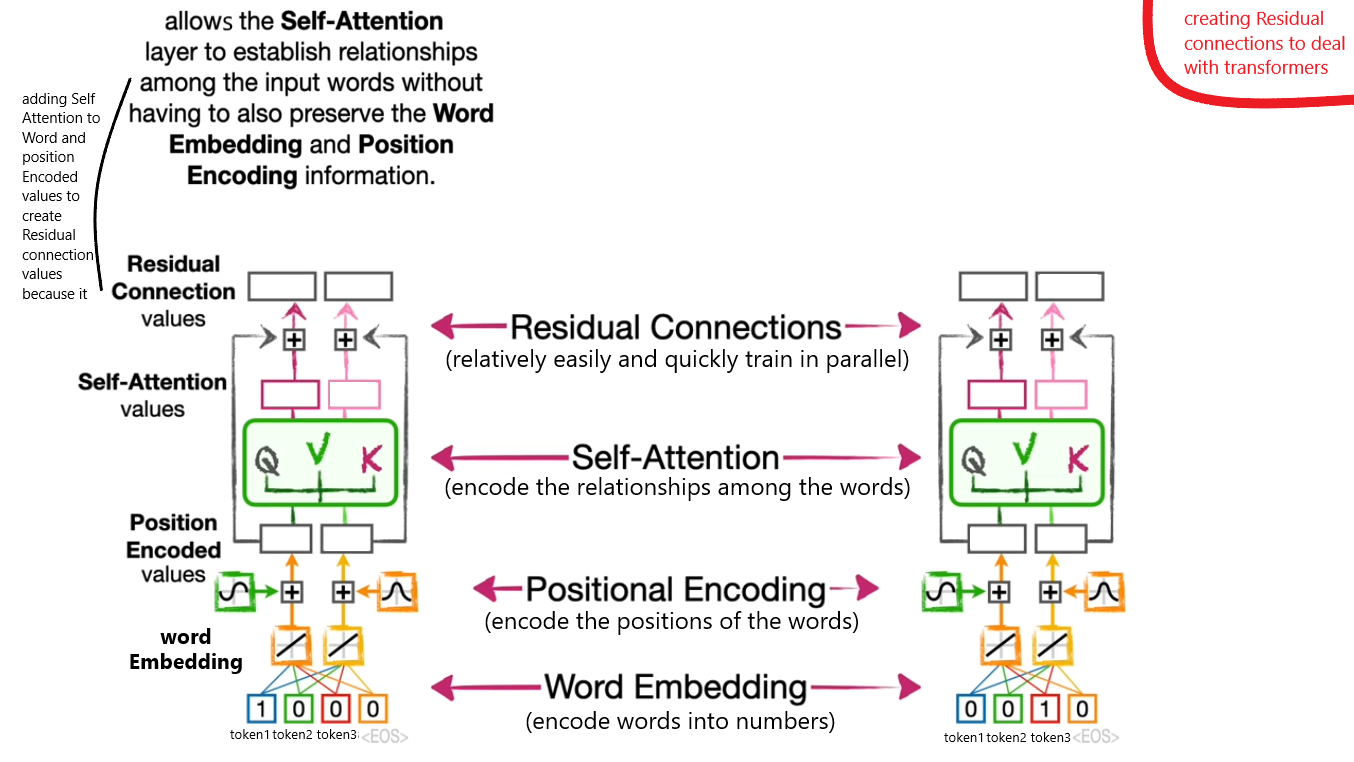 allows the Self-Attention
layer to establish relationships
among the input words without
having to also preserve the Word
Embedding and Position
Encoding information.
creating Residual
connections to deal
with transformers
adding Self
Attention to
Word and
position
Encoded
values to
create
Residual
connection
values
because it
Residual
Connection
values
Residual Connections
(relatively easily and quickly train in parallel)
+ +
+ +
Self-Attention
values
Q V K
Self-Attention
(encode the relationships among the words)
Q V K
Position
Encoded
values
+ +
Positional Encoding
(encode the positions of the words)
+ +
word
Embedding
Word Embedding
(encode words into numbers)
1 0 0 0
token1 token2 token3 <EOS>
0 0 1 0
token1 token2 token3 <EOS>